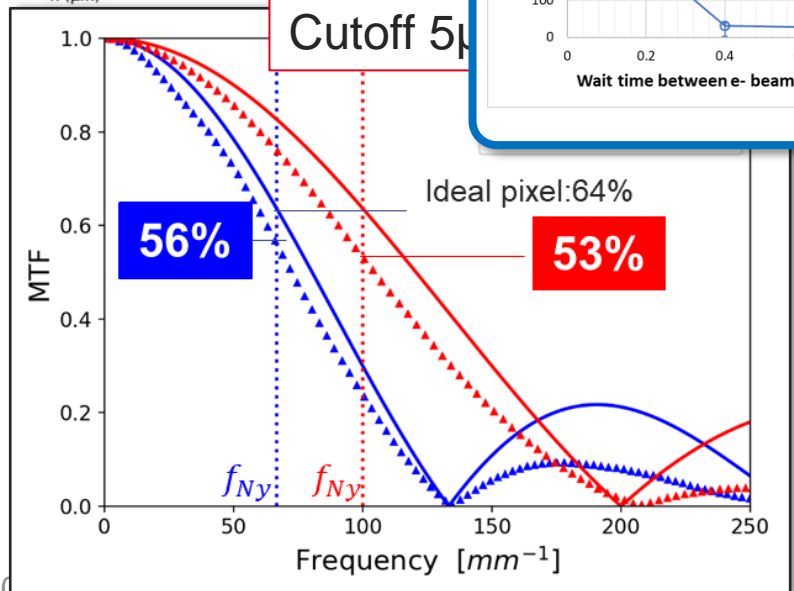 Cutoff 5µ
100
0
0 0.2 0.4
Wait time between e- beam
1.0
0.8
0.6
0.4
0.2
0.0
MTF
Ideal pixel:64%
56%
53%
f_Ny f_Ny
0 50 100 150 200 250
Frequency [mm⁻¹]